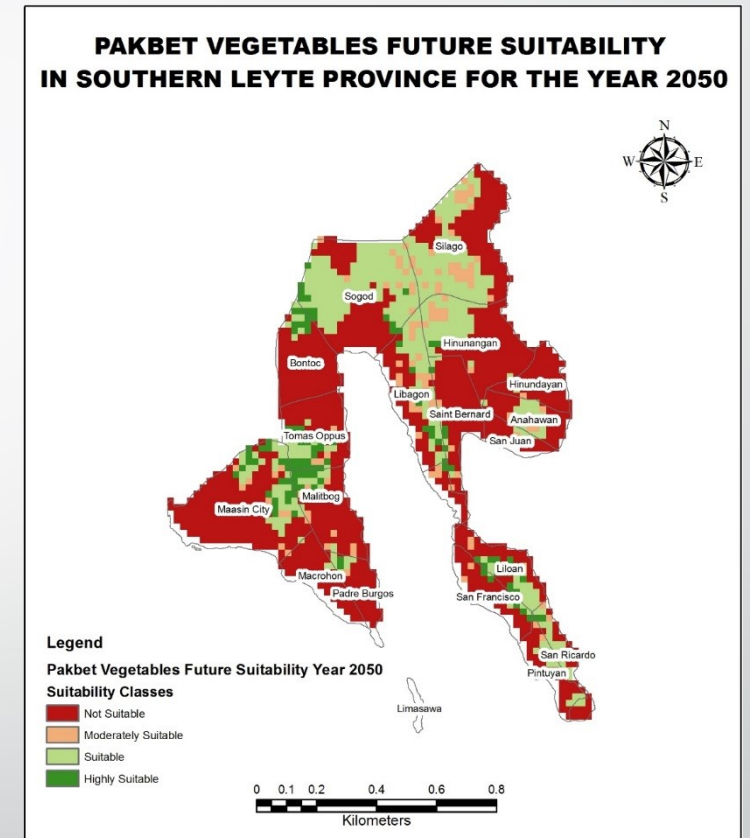 PAKBET VEGETABLES FUTURE SUITABILITY
IN SOUTHERN LEYTE PROVINCE FOR THE YEAR 2050
N
W E
S
Silago
Sogod
Hinunangan
Bontoc
Hinundayan
Libagon
Saint Bernard
Anahawan
Tomas Oppus
San Juan
Malitbog
Maasin City
Liloan
Macrohon
Padre Burgos
San Francisco
San Ricardo
Pintuyan
Limasawa
Legend
Pakbet Vegetables Future Suitability Year 2050
Suitability Classes
Not Suitable
Moderately Suitable
Suitable
Highly Suitable
0 0.1 0.2 0.4 0.6 0.8
Kilometers